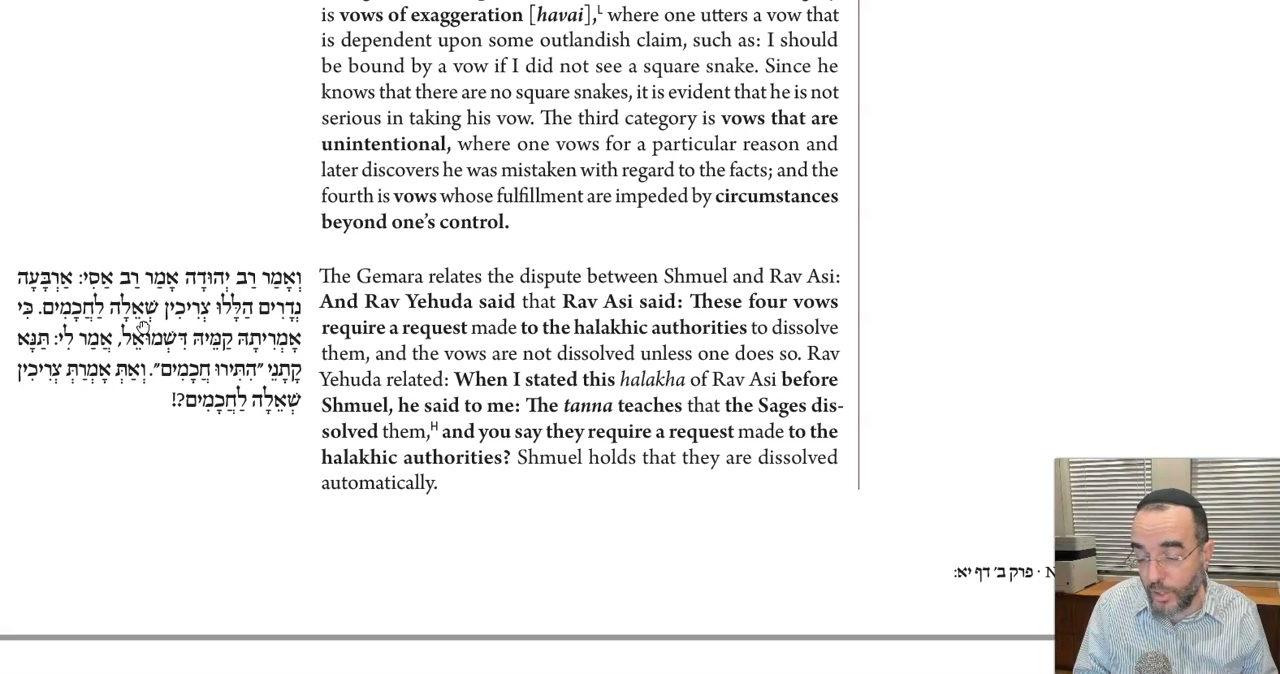 is vows of exaggeration [havai],ᴸ where one utters a vow that
is dependent upon some outlandish claim, such as: I should
be bound by a vow if I did not see a square snake. Since he
knows that there are no square snakes, it is evident that he is not
serious in taking his vow. The third category is vows that are
unintentional, where one vows for a particular reason and
later discovers he was mistaken with regard to the facts; and the
fourth is vows whose fulfillment are impeded by circumstances
beyond one's control.
וְאָמַר רַב יְהוּדָה אָמַר רַב אַסִי: אַרְבָּעָה
נְדָרִים הַלָּלוּ צְרִיכִין שְׁאֵלָה לַחֲכָמִים. כִּי
אָמְרִיתָהּ קַמֵּיהּ דִּשְׁמוּאֵל, אֲמַר לִי: תַּנָּא
קָתָנֵי ״הִתִּירוּ חֲכָמִים״. וְאַתְּ אָמְרַתְּ צְרִיכִין
שְׁאֵלָה לַחֲכָמִים?!
The Gemara relates the dispute between Shmuel and Rav Asi:
And Rav Yehuda said that Rav Asi said: These four vows
require a request made to the halakhic authorities to dissolve
them, and the vows are not dissolved unless one does so. Rav
Yehuda related: When I stated this halakha of Rav Asi before
Shmuel, he said to me: The tanna teaches that the Sages dis-
solved them,ᴴ and you say they require a request made to the
halakhic authorities? Shmuel holds that they are dissolved
automatically.
N · פרק ב׳ דף יא: